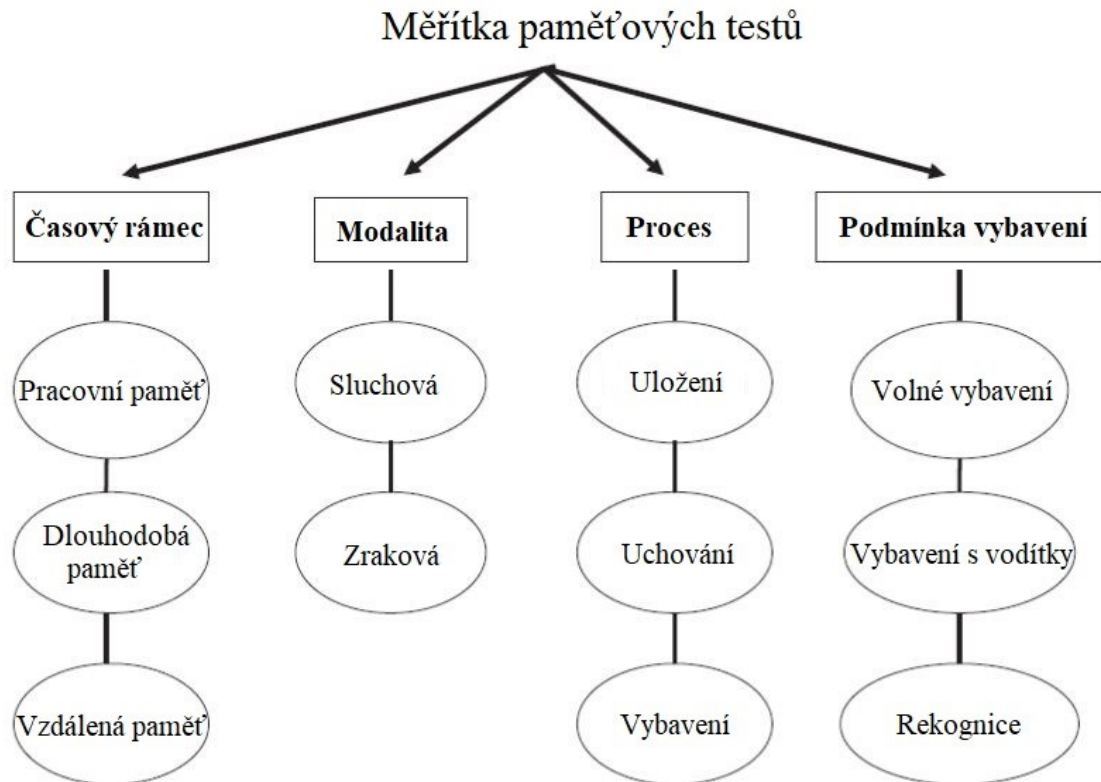 Měřítka paměťových testů
Časový rámec
Modalita
Proces
Podmínka vybavení
Pracovní paměť
Sluchová
Uložení
Volné vybavení
Dlouhodobá
paměť
Zraková
Uchování
Vybavení s vodítky
Vzdálená paměť
Vybavení
Rekognice